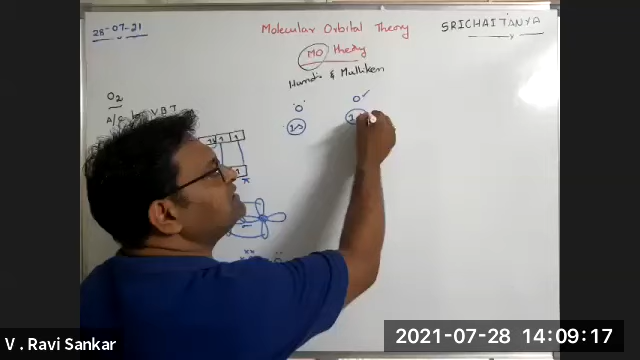 28-07-21
Molecular Orbital Theory
SRICHAITANYA
MO theory
Hunds & Mulliken
O2
A/c to VBT
O
O
V . Ravi Sankar
2021-07-28 14:09:17